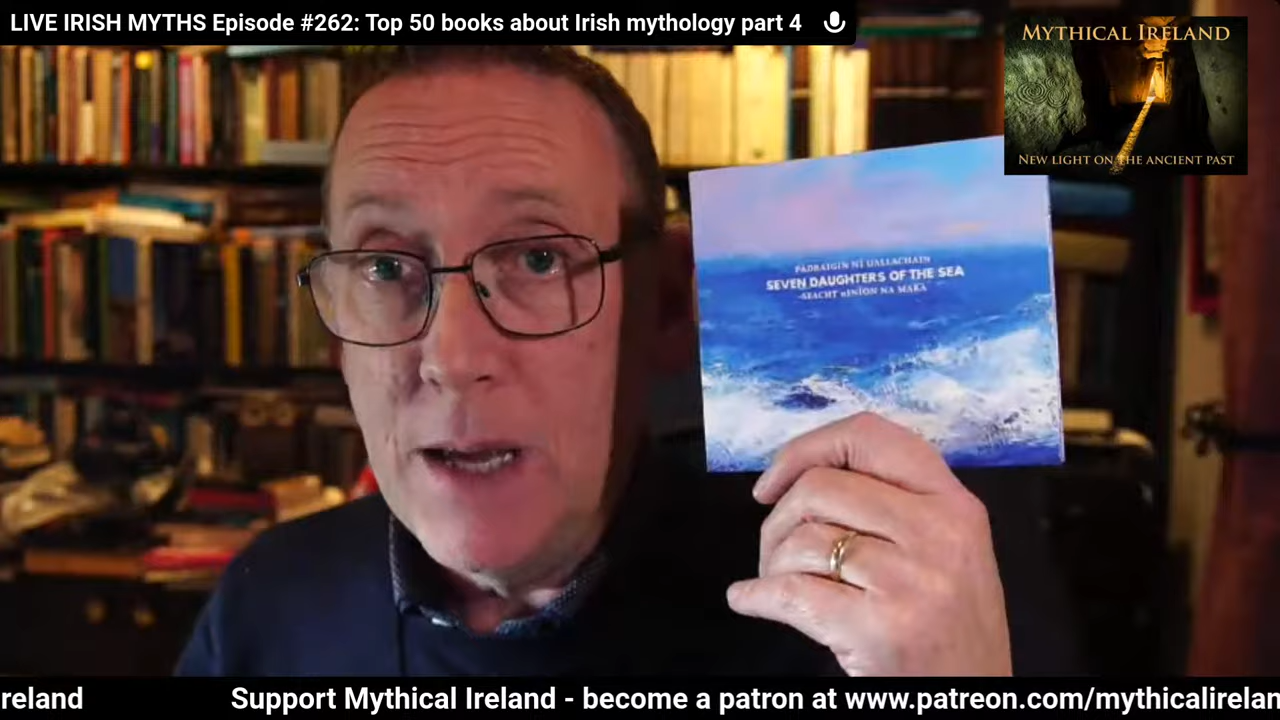 LIVE IRISH MYTHS Episode #262: Top 50 books about Irish mythology part 4
MYTHICAL IRELAND
NEW LIGHT ON THE ANCIENT PAST
PÁDRAIGÍN NÍ UALLACHÁIN
SEVEN DAUGHTERS OF THE SEA
-SEACHT nINÍON NA MARA
reland
Support Mythical Ireland - become a patron at www.patreon.com/mythicalirelan